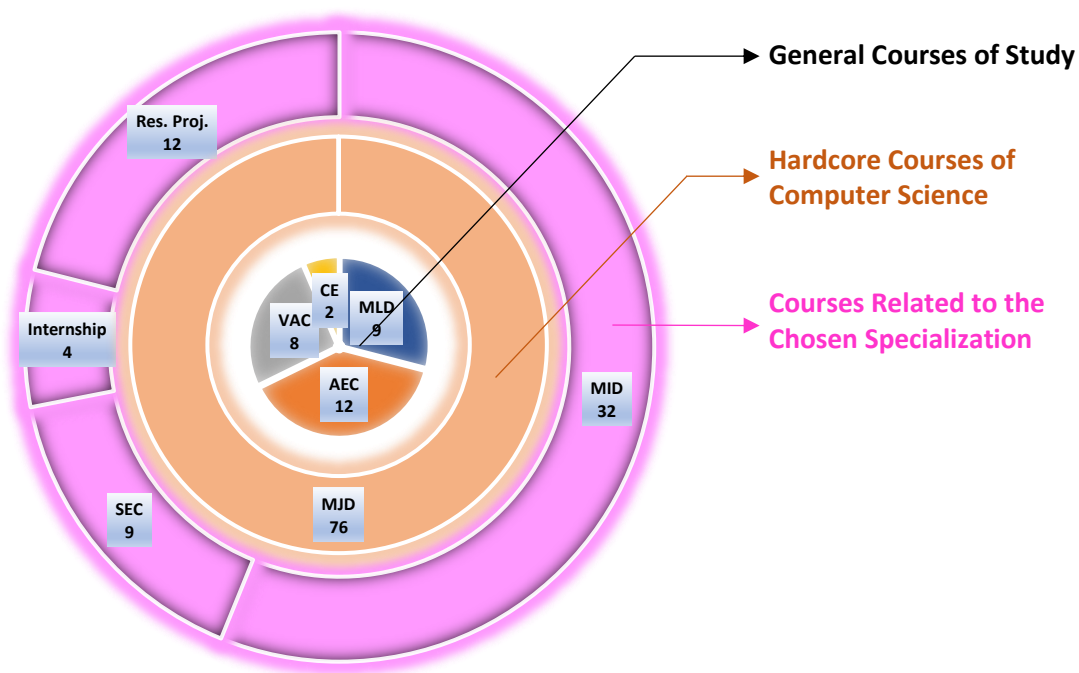 General Courses of Study
Res. Proj.
12
Hardcore Courses of
Computer Science
CE
2
MLD
9
VAC
8
Courses Related to the
Chosen Specialization
Internship
4
AEC
12
MID
32
SEC
9
MJD
76